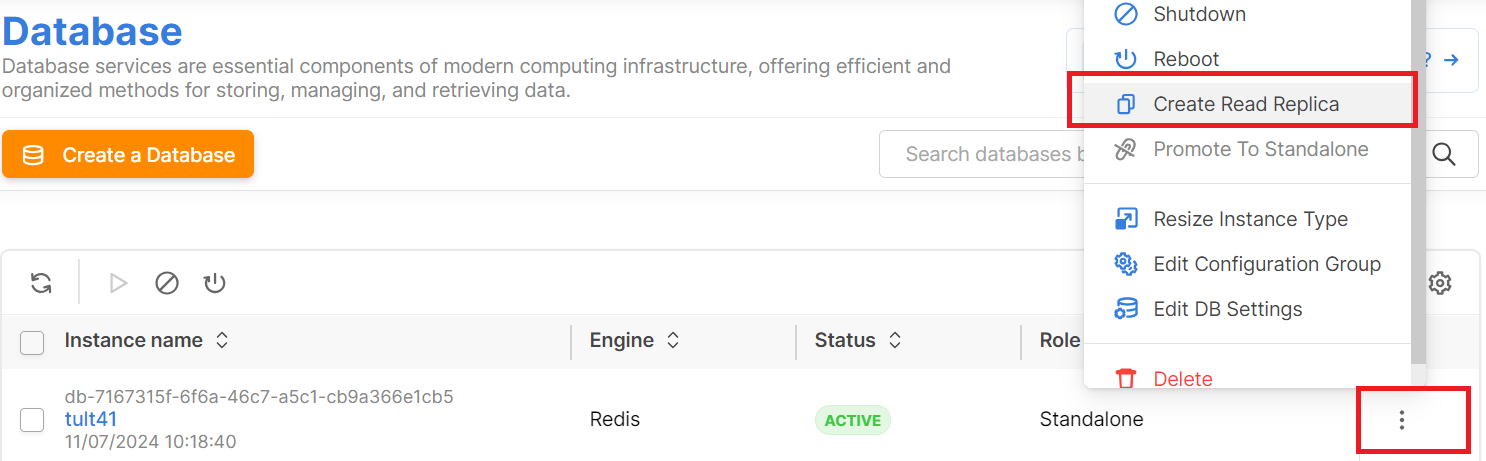 Database
Database services are essential components of modern computing infrastructure, offering efficient and
organized methods for storing, managing, and retrieving data.
Shutdown
Reboot
?
Create Read Replica
Promote To Standalone
Resize Instance Type
Edit Configuration Group
Edit DB Settings
Delete
Create a Database
Search databases b
Instance name
Engine
Status
Role
db-7167315f-6f6a-46c7-a5c1-cb9a366e1cb5
tult41
11/07/2024 10:18:40
Redis
ACTIVE
Standalone